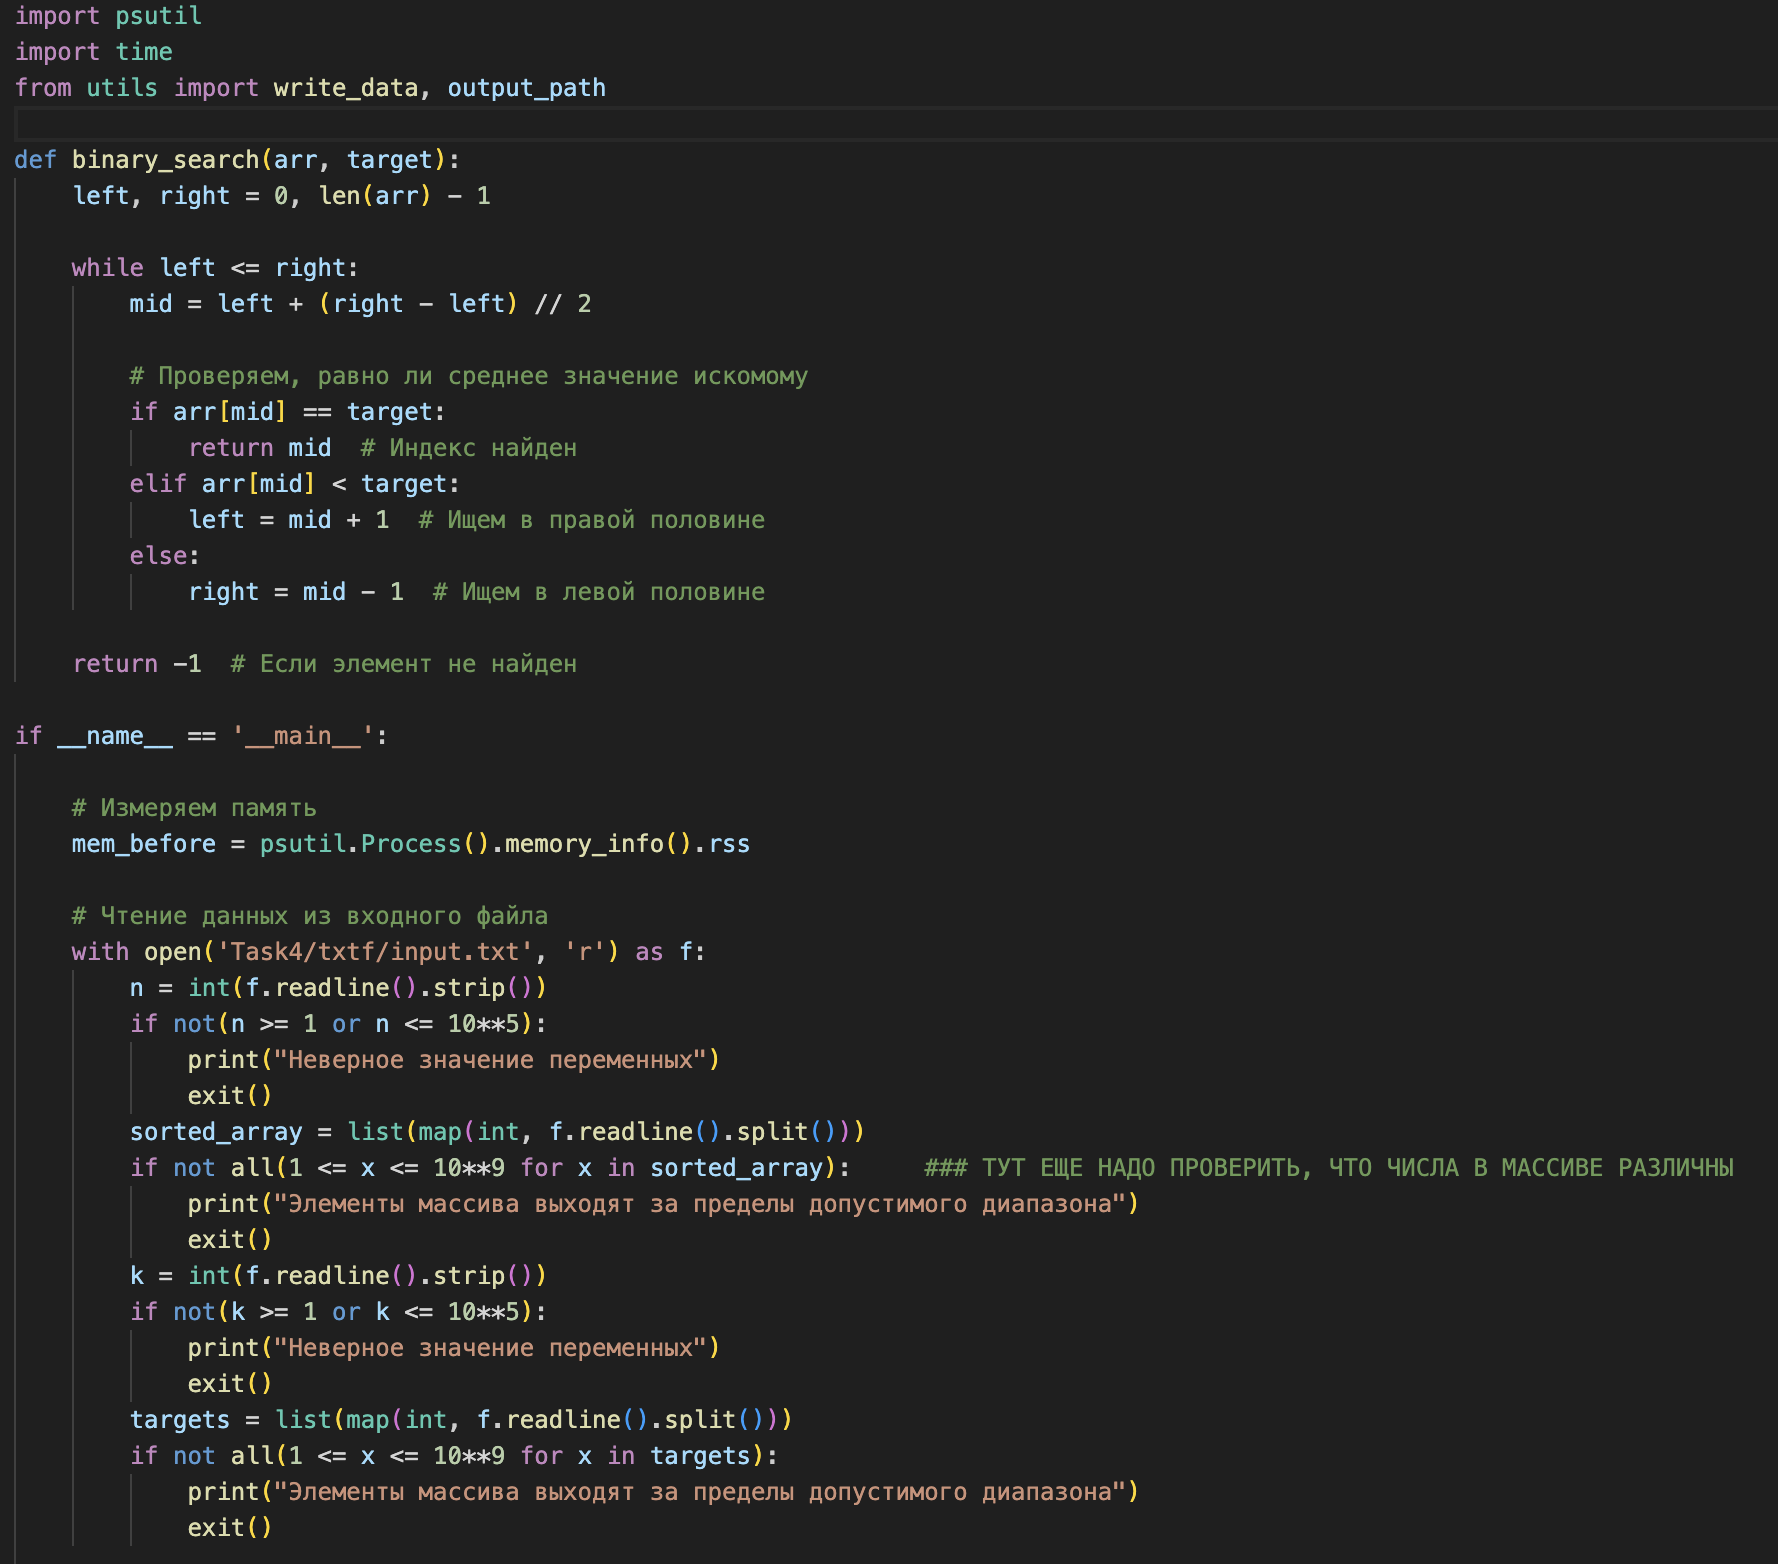 import psutil
import time
from utils import write_data, output_path
def binary_search(arr, target):
    left, right = 0, len(arr) - 1
    while left <= right:
        mid = left + (right - left) // 2
        # Проверяем, равно ли среднее значение искомому
        if arr[mid] == target:
            return mid  # Индекс найден
        elif arr[mid] < target:
            left = mid + 1  # Ищем в правой половине
        else:
            right = mid - 1  # Ищем в левой половине
    return -1  # Если элемент не найден
if __name__ == '__main__':
    # Измеряем память
    mem_before = psutil.Process().memory_info().rss
    # Чтение данных из входного файла
    with open('Task4/txtf/input.txt', 'r') as f:
        n = int(f.readline().strip())
        if not(n >= 1 or n <= 10**5):
            print("Неверное значение переменных")
            exit()
        sorted_array = list(map(int, f.readline().split()))
        if not all(1 <= x <= 10**9 for x in sorted_array):     ### ТУТ ЕЩЕ НАДО ПРОВЕРИТЬ, ЧТО ЧИСЛА В МАССИВЕ РАЗЛИЧНЫ
            print("Элементы массива выходят за пределы допустимого диапазона")
            exit()
        k = int(f.readline().strip())
        if not(k >= 1 or k <= 10**5):
            print("Неверное значение переменных")
            exit()
        targets = list(map(int, f.readline().split()))
        if not all(1 <= x <= 10**9 for x in targets):
            print("Элементы массива выходят за пределы допустимого диапазона")
            exit()